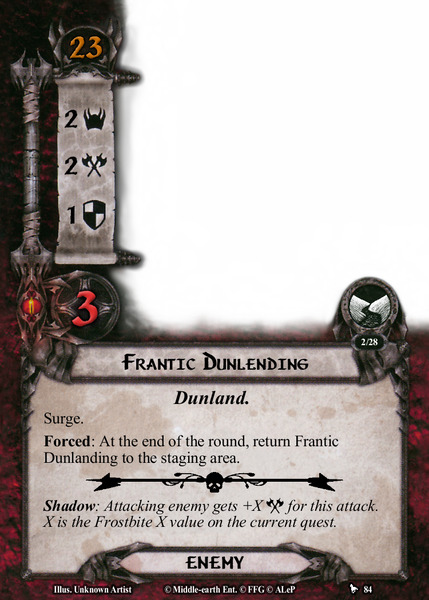 23
2
2
1
3
2/28
Frantic Dunlending
Dunland.
Surge.
Forced: At the end of the round, return Frantic
Dunlanding to the staging area.
Shadow: Attacking enemy gets +X for this attack.
X is the Frostbite X value on the current quest.
ENEMY
Illus. Unknown Artist © Middle-earth Ent. © FFG © ALeP 84